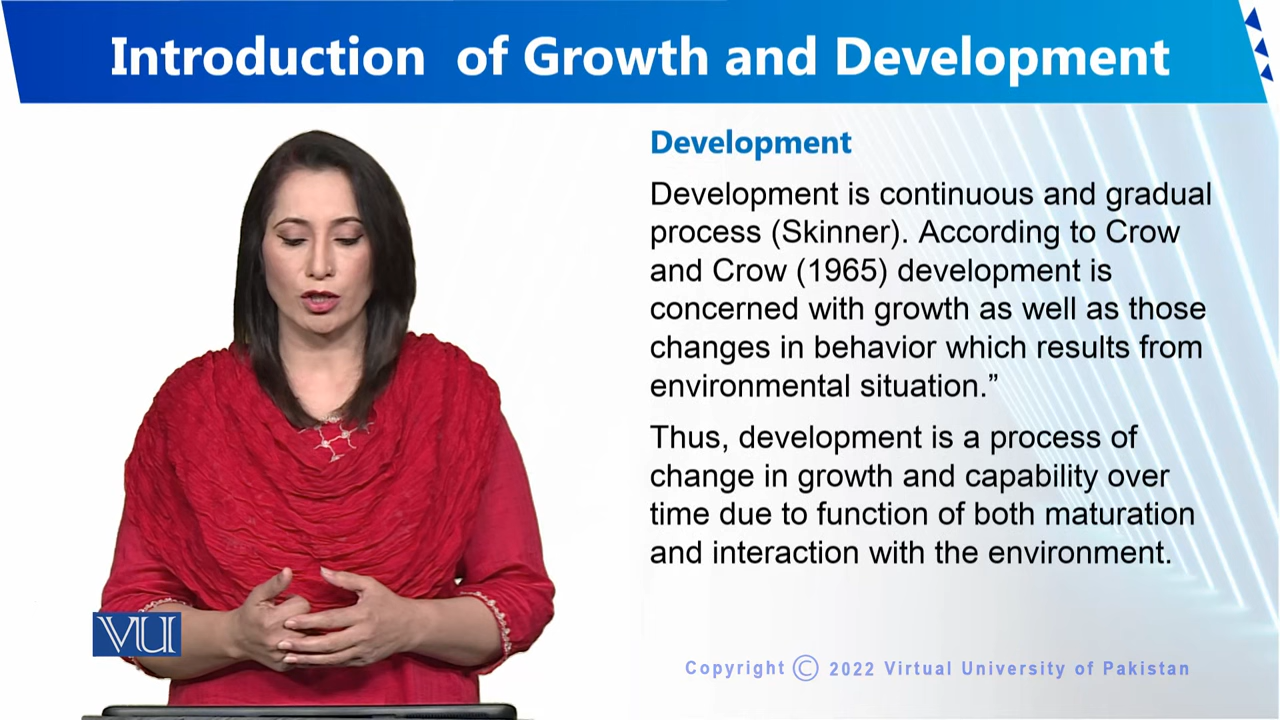 Introduction of Growth and Development
Development
Development is continuous and gradual
process (Skinner). According to Crow
and Crow (1965) development is
concerned with growth as well as those
changes in behavior which results from
environmental situation.”
Thus, development is a process of
change in growth and capability over
time due to function of both maturation
and interaction with the environment.
VU
Copyright © 2022 Virtual University of Pakistan